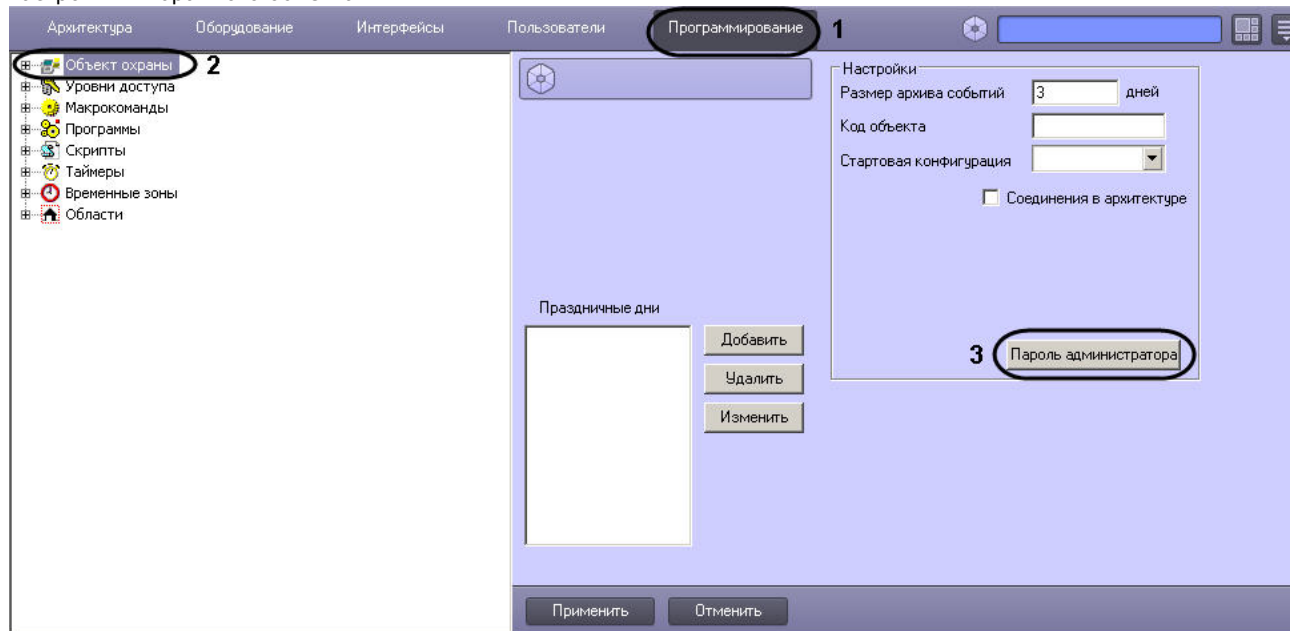 Архитектура Оборудование Интерфейсы Пользователи Программирование 1
Объект охраны 2
Уровни доступа
Макрокоманды
Программы
Скрипты
Таймеры
Временные зоны
Области
Настройки
Размер архива событий 3 дней
Код объекта
Стартовая конфигурация
Соединения в архитектуре
Праздничные дни
Добавить
Удалить
Изменить
3 Пароль администратора
Применить Отменить